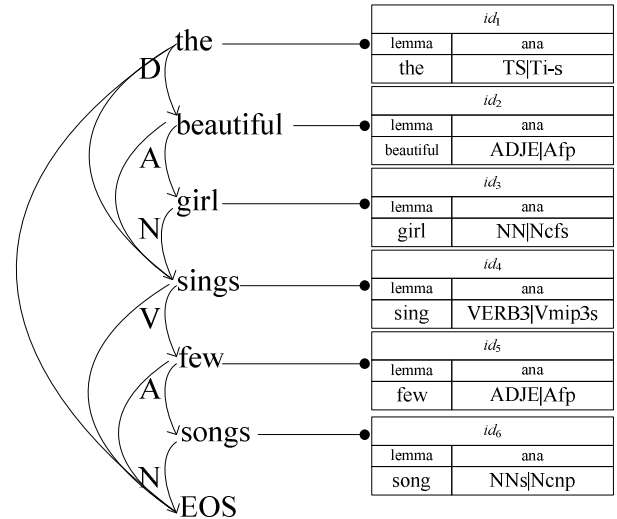 the
D
id1
lemma ana
the TS|Ti-s
beautiful
A
id2
lemma ana
beautiful ADJE|Afp
girl
N
id3
lemma ana
girl NN|Ncfs
sings
V
id4
lemma ana
sing VERB3|Vmip3s
few
A
id5
lemma ana
few ADJE|Afp
songs
N
id6
lemma ana
song NNs|Ncnp
EOS